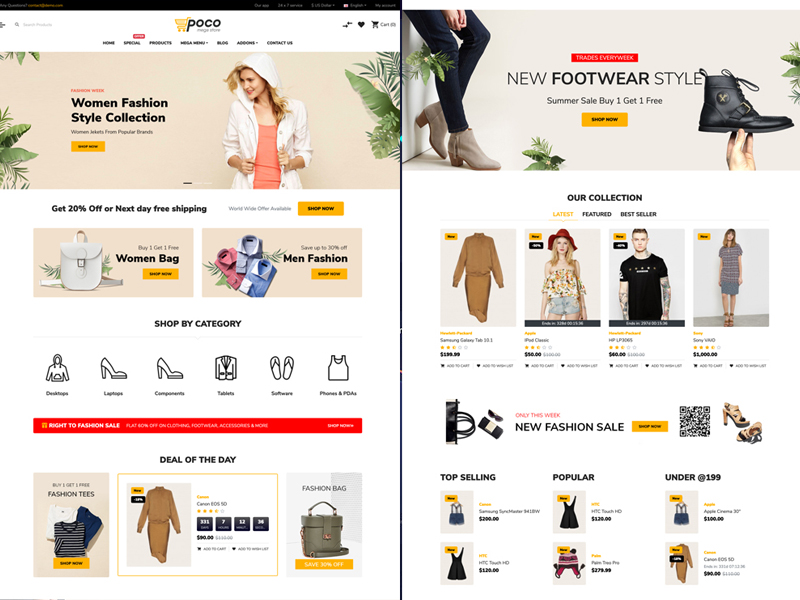 Any Questions? contact@demo.com
Our app
24 x 7 service
$ US Dollar
English
My account
Search Products
poco
mega store
Cart (0)
HOME
SPECIAL
OFFER
PRODUCTS
MEGA MENU
BLOG
ADDONS
CONTACT US
FASHION WEEK
Women Fashion
Style Collection
Women Jekets From Popular Brands
SHOP NOW
Get 20% Off or Next day free shipping
World Wide Offer Available
SHOP NOW
Buy 1 Get 1 Free
Women Bag
SHOP NOW
Save up to 30% off
Men Fashion
SHOP NOW
SHOP BY CATEGORY
Desktops
Laptops
Components
Tablets
Software
Phones & PDAs
RIGHT TO FASHION SALE
FLAT 60% OFF ON CLOTHING, FOOTWEAR, ACCESSORIES & MORE
SHOP NOW
DEAL OF THE DAY
BUY 1 GET 1 FREE
FASHION TEES
SHOP NOW
New
Canon
Canon EOS 5D
331
7
12
36
DAYS
HOURS
MINUT
$90.00 $110.00
ADD TO CART
ADD TO WISH LIST
FASHION BAG
SAVE 30% OFF
TRADES EVERYWEEK
NEW FOOTWEAR STYLE
Summer Sale Buy 1 Get 1 Free
SHOP NOW
OUR COLLECTION
LATEST
FEATURED
BEST SELLER
New
Hewlett-Packard
Samsung Galaxy Tab 10.1
$199.99
ADD TO CART
ADD TO WISH LIST
New
Ends in: 328d 00:15:36
Apple
iPod Classic
$50.00 $100.00
ADD TO CART
ADD TO WISH LIST
New
Ends in: 297d 00:15:36
Hewlett-Packard
HP LP3065
$60.00 $100.00
ADD TO CART
ADD TO WISH LIST
New
Sony
Sony VAIO
$1,000.00
ADD TO CART
ADD TO WISH LIST
ONLY THIS WEEK
NEW FASHION SALE
SHOP NOW
TOP SELLING
New
Canon
Samsung SyncMaster 941BW
$200.00
New
HTC
HTC Touch HD
$120.00
POPULAR
New
HTC
HTC Touch HD
$120.00
New
Palm
Palm Treo Pro
$279.99
UNDER @199
New
Apple
Apple Cinema 30"
$100.00
New
Canon
Canon EOS 5D
Ends in: 331d 07:12:36
$90.00 $110.00